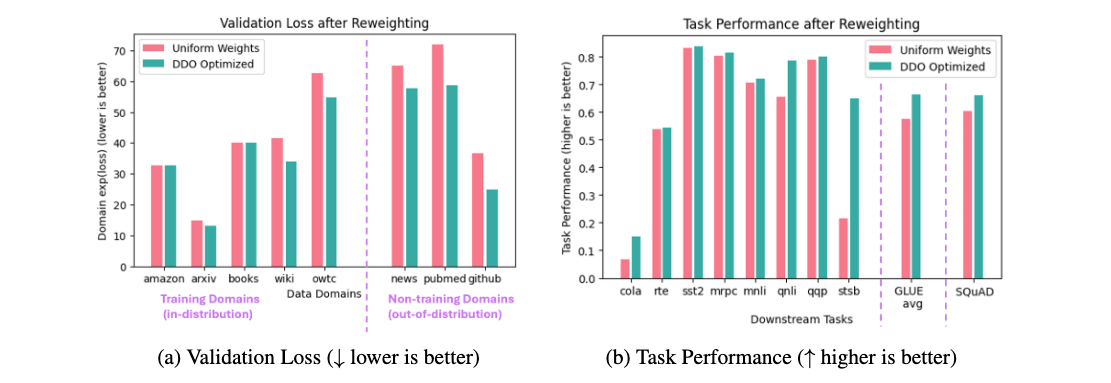 Validation Loss after Reweighting
Uniform Weights
DDO Optimized
Domain exp(loss) (lower is better)
70
60
50
40
30
20
10
0
amazon arxiv books wiki owtc news pubmed github
Data Domains
Training Domains
(in-distribution)
Non-training Domains
(out-of-distribution)
(a) Validation Loss (↓ lower is better)
Task Performance after Reweighting
Uniform Weights
DDO Optimized
Task Performance (higher is better)
0.8
0.7
0.6
0.5
0.4
0.3
0.2
0.1
0.0
cola rte sst2 mrpc mnli qnli qqp stsb GLUE avg SQuAD
Downstream Tasks
(b) Task Performance (↑ higher is better)